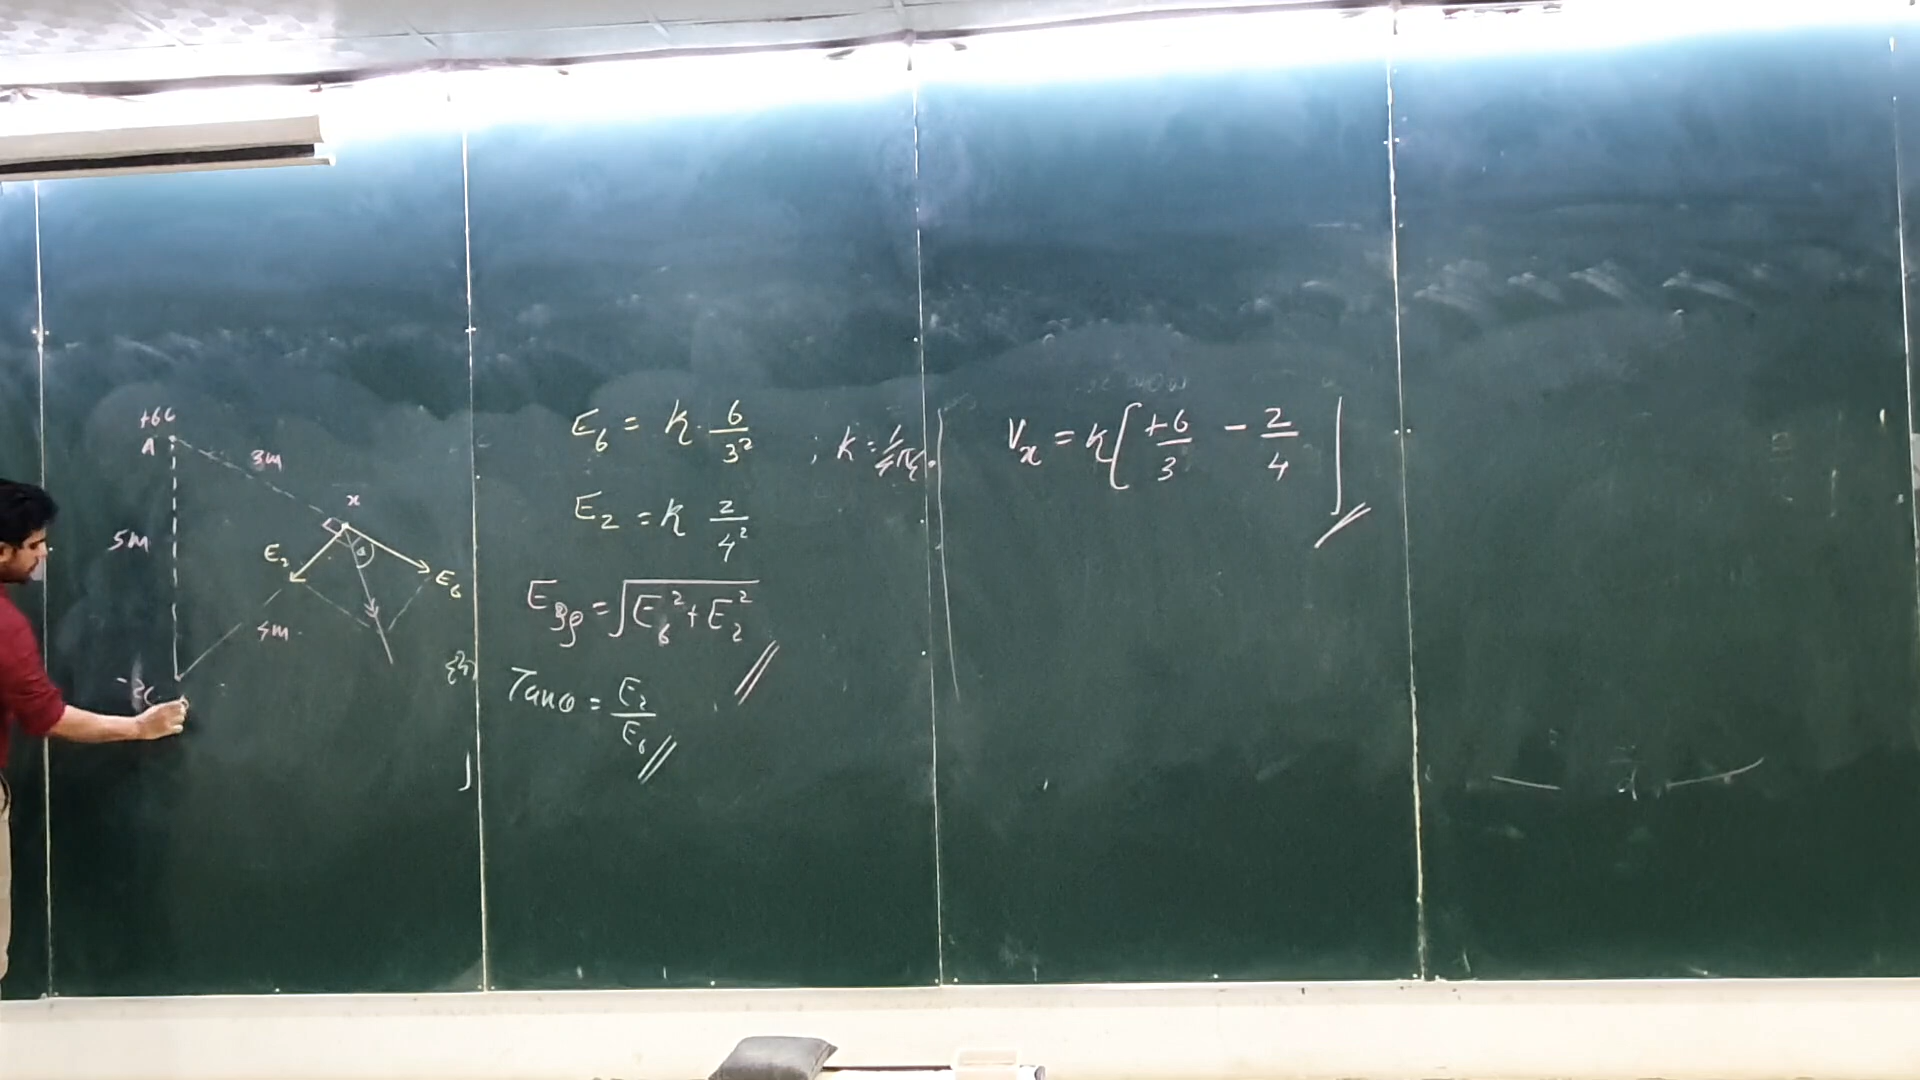 +6C
A
3m
x
5m
E₂
θ
E₆
4m
-2C
E₆ = k · 6/3²
; k = 1/4πε₀
E₂ = k 2/4²
= √(E₆² + E₂²)
Tanθ = E₂/E₆
Vₓ = k[+6/3 - 2/4]